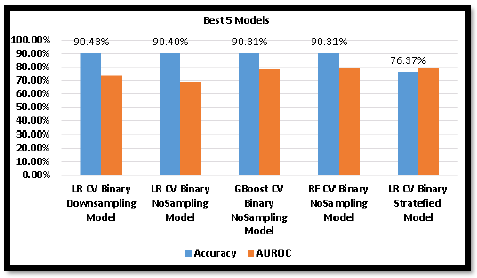 Best 5 Models
100.00%
90.00%
80.00%
70.00%
60.00%
50.00%
40.00%
30.00%
20.00%
10.00%
0.00%
90.43% 90.40% 90.31% 90.31% 76.37%
LR CV Binary Downsampling Model
LR CV Binary NoSampling Model
GBoost CV Binary NoSampling Model
RF CV Binary NoSampling Model
LR CV Binary Stratefied Model
Accuracy AUROC